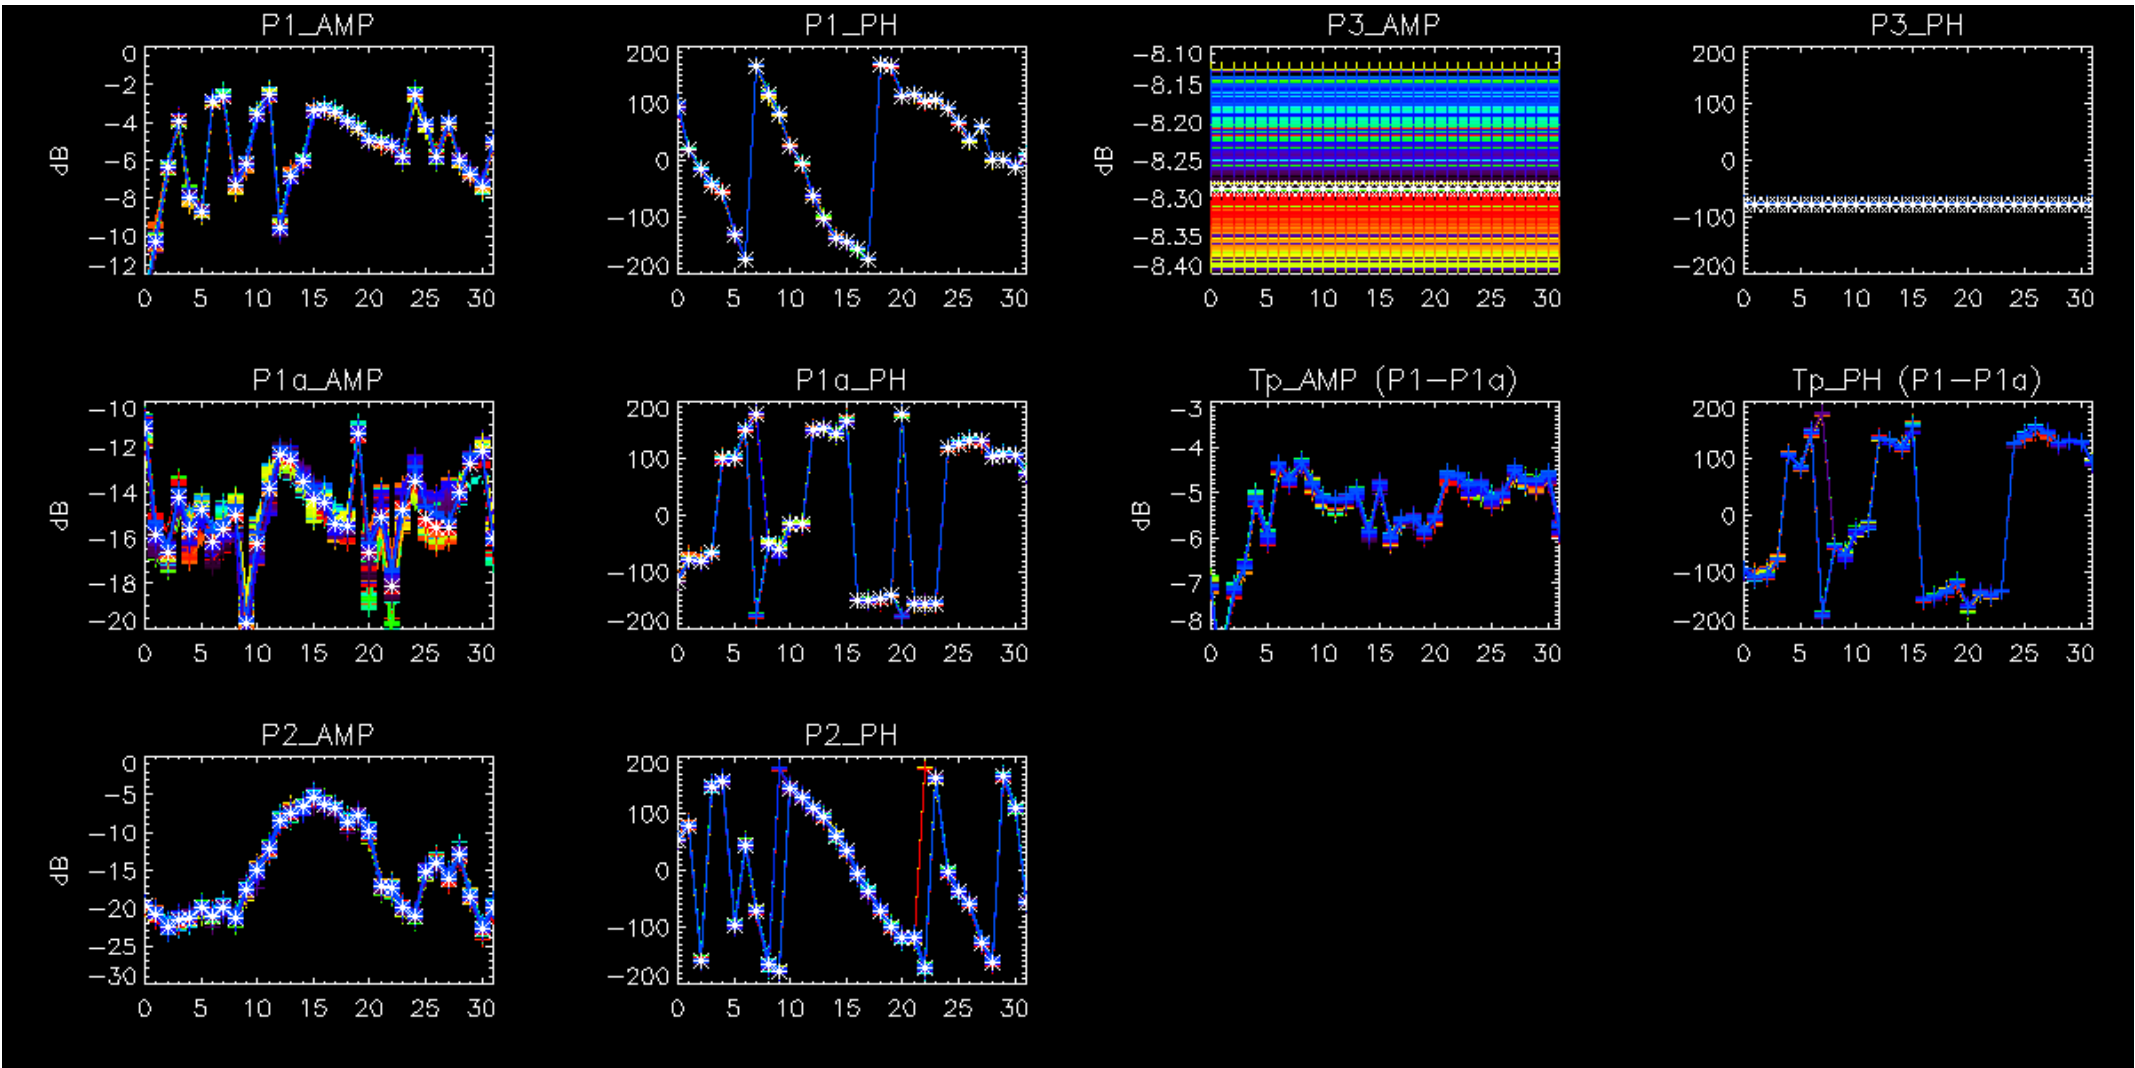 P1_AMP
P1_PH
P3_AMP
P3_PH
dB
0
−2
−4
−6
−8
−10
−12
0 5 10 15 20 25 30
200
100
0
−100
−200
0 5 10 15 20 25 30
dB
−8.10
−8.15
−8.20
−8.25
−8.30
−8.35
−8.40
0 5 10 15 20 25 30
200
100
0
−100
−200
0 5 10 15 20 25 30
P1a_AMP
P1a_PH
Tp_AMP (P1−P1a)
Tp_PH (P1−P1a)
dB
−10
−12
−14
−16
−18
−20
0 5 10 15 20 25 30
200
100
0
−100
−200
0 5 10 15 20 25 30
dB
−3
−4
−5
−6
−7
−8
0 5 10 15 20 25 30
200
100
0
−100
−200
0 5 10 15 20 25 30
P2_AMP
P2_PH
dB
0
−5
−10
−15
−20
−25
−30
0 5 10 15 20 25 30
200
100
0
−100
−200
0 5 10 15 20 25 30